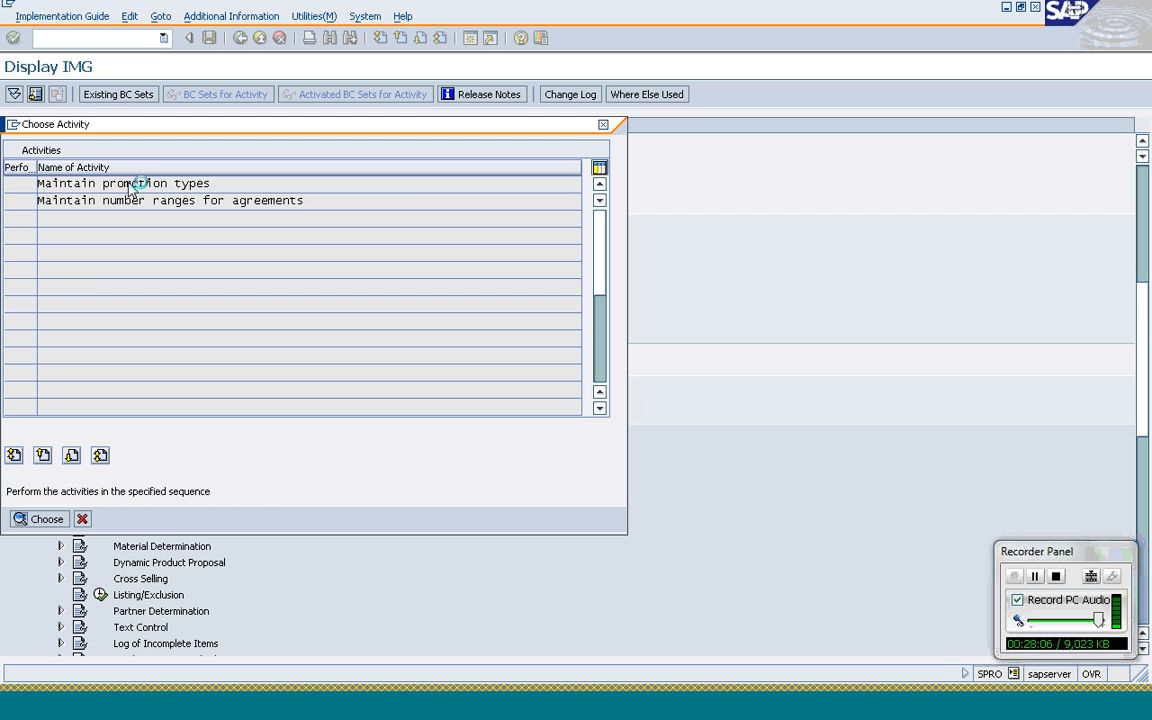 Implementation Guide Edit Goto Additional Information Utilities(M) System Help
SAP
Display IMG
Existing BC Sets BC Sets for Activity Activated BC Sets for Activity Release Notes Change Log Where Else Used
Choose Activity
Activities
Perfo... Name of Activity
Maintain promotion types
Maintain number ranges for agreements
Perform the activities in the specified sequence
Choose
Material Determination
Dynamic Product Proposal
Cross Selling
Listing/Exclusion
Partner Determination
Text Control
Log of Incomplete Items
Recorder Panel
Record PC Audio
00:28:06 / 9,023 KB
SPRO sapserver OVR